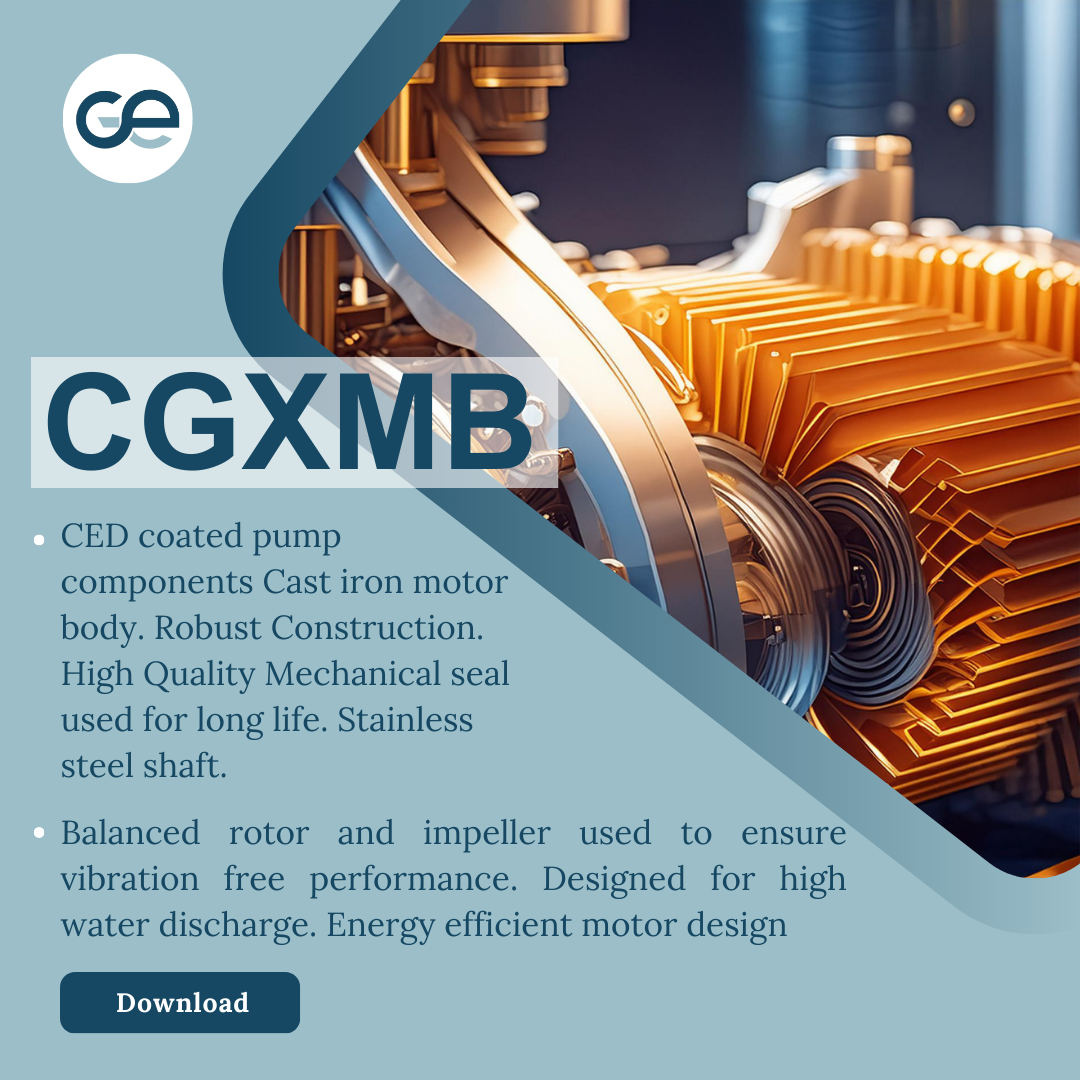 GE
CGXMB
CED coated pump
components Cast iron motor
body. Robust Construction.
High Quality Mechanical seal
used for long life. Stainless
steel shaft.
Balanced rotor and impeller used to ensure
vibration free performance. Designed for high
water discharge. Energy efficient motor design
Download